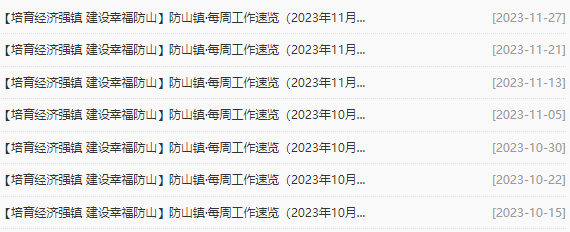 【培育经济强镇 建设幸福防山】防山镇·每周工作速览（2023年11月... [2023-11-27]
【培育经济强镇 建设幸福防山】防山镇·每周工作速览（2023年11月... [2023-11-21]
【培育经济强镇 建设幸福防山】防山镇·每周工作速览（2023年11月... [2023-11-13]
【培育经济强镇 建设幸福防山】防山镇·每周工作速览（2023年10月... [2023-11-05]
【培育经济强镇 建设幸福防山】防山镇·每周工作速览（2023年10月... [2023-10-30]
【培育经济强镇 建设幸福防山】防山镇·每周工作速览（2023年10月... [2023-10-22]
【培育经济强镇 建设幸福防山】防山镇·每周工作速览（2023年10月... [2023-10-15]